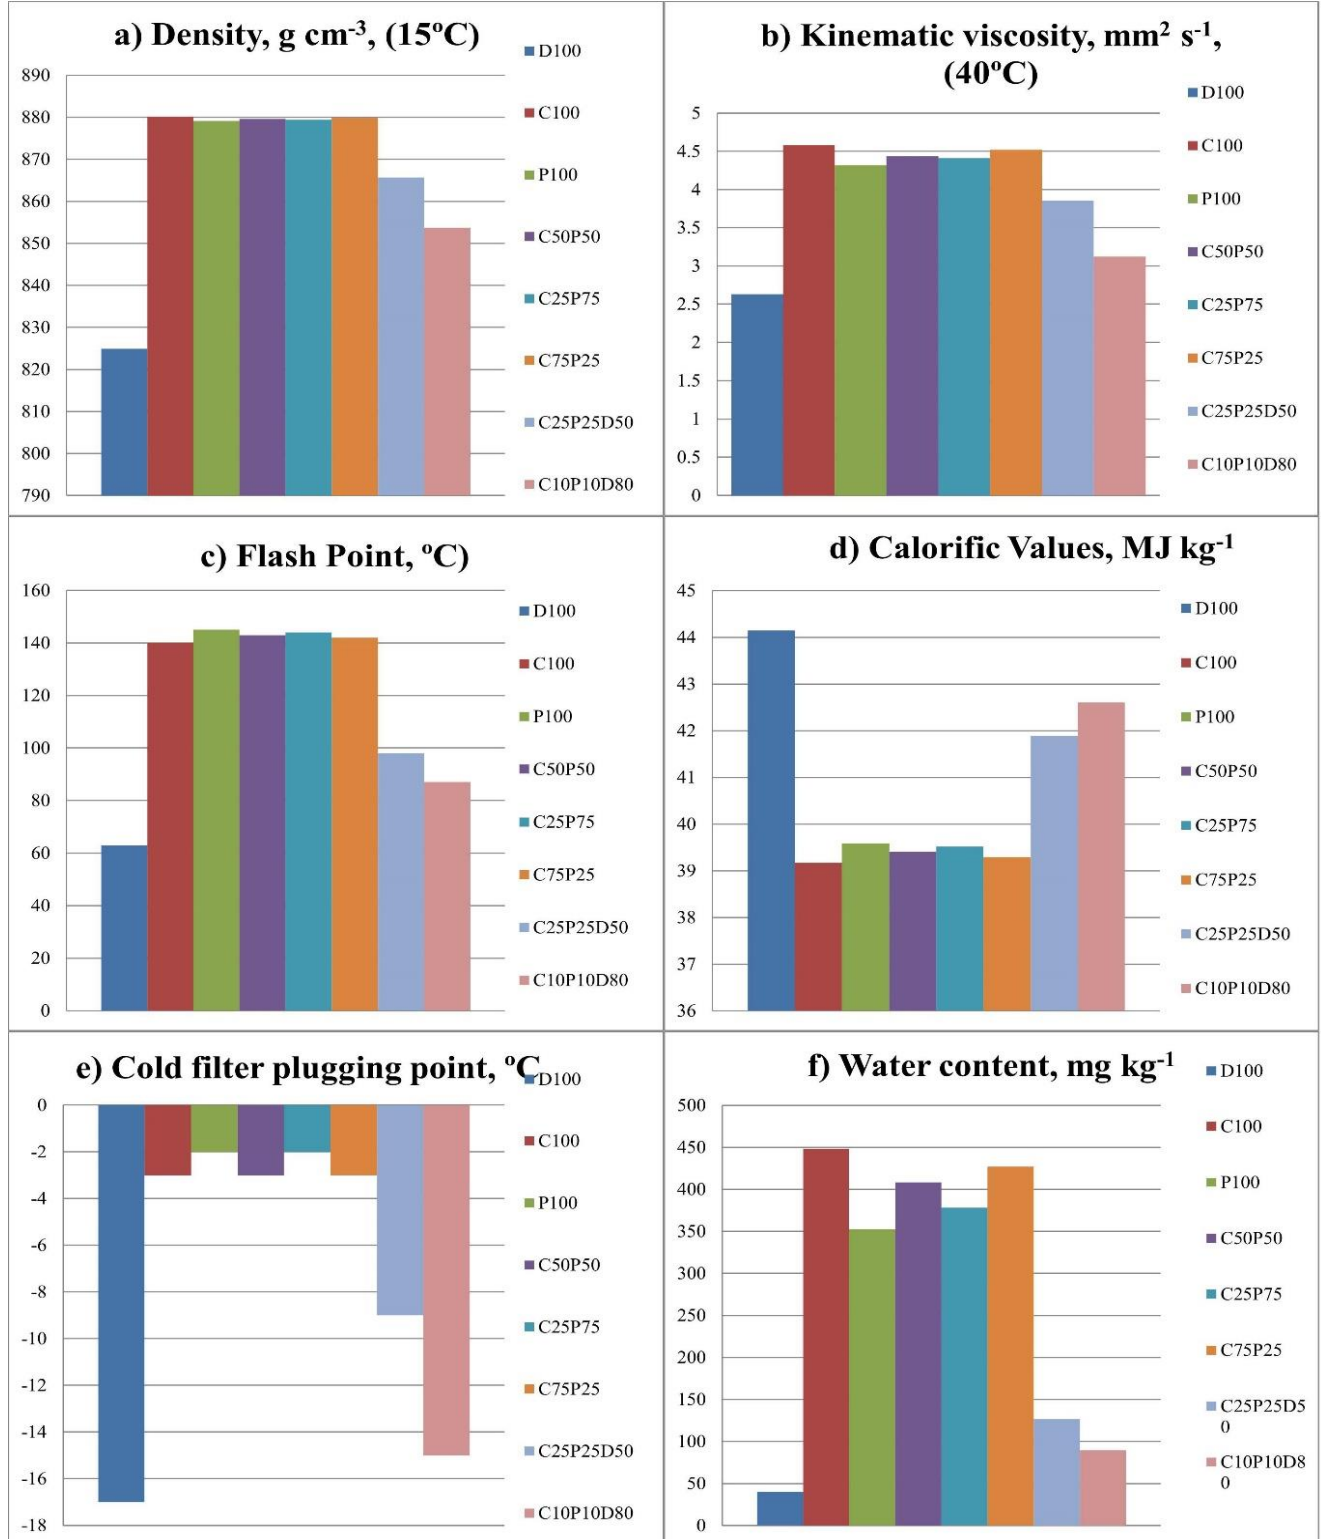 a) Density, g cm-3, (15ºC)
890
880
870
860
850
840
830
820
810
800
790
D100
C100
P100
C50P50
C25P75
C75P25
C25P25D50
C10P10D80
b) Kinematic viscosity, mm2 s-1,
(40ºC)
5
4.5
4
3.5
3
2.5
2
1.5
1
0.5
0
D100
C100
P100
C50P50
C25P75
C75P25
C25P25D50
C10P10D80
c) Flash Point, ºC)
160
140
120
100
80
60
40
20
0
D100
C100
P100
C50P50
C25P75
C75P25
C25P25D50
C10P10D80
d) Calorific Values, MJ kg-1
45
44
43
42
41
40
39
38
37
36
D100
C100
P100
C50P50
C25P75
C75P25
C25P25D50
C10P10D80
e) Cold filter plugging point, ºC
0
-2
-4
-6
-8
-10
-12
-14
-16
-18
D100
C100
P100
C50P50
C25P75
C75P25
C25P25D50
C10P10D80
f) Water content, mg kg-1
500
450
400
350
300
250
200
150
100
50
0
D100
C100
P100
C50P50
C25P75
C75P25
C25P25D5
0
C10P10D8
0